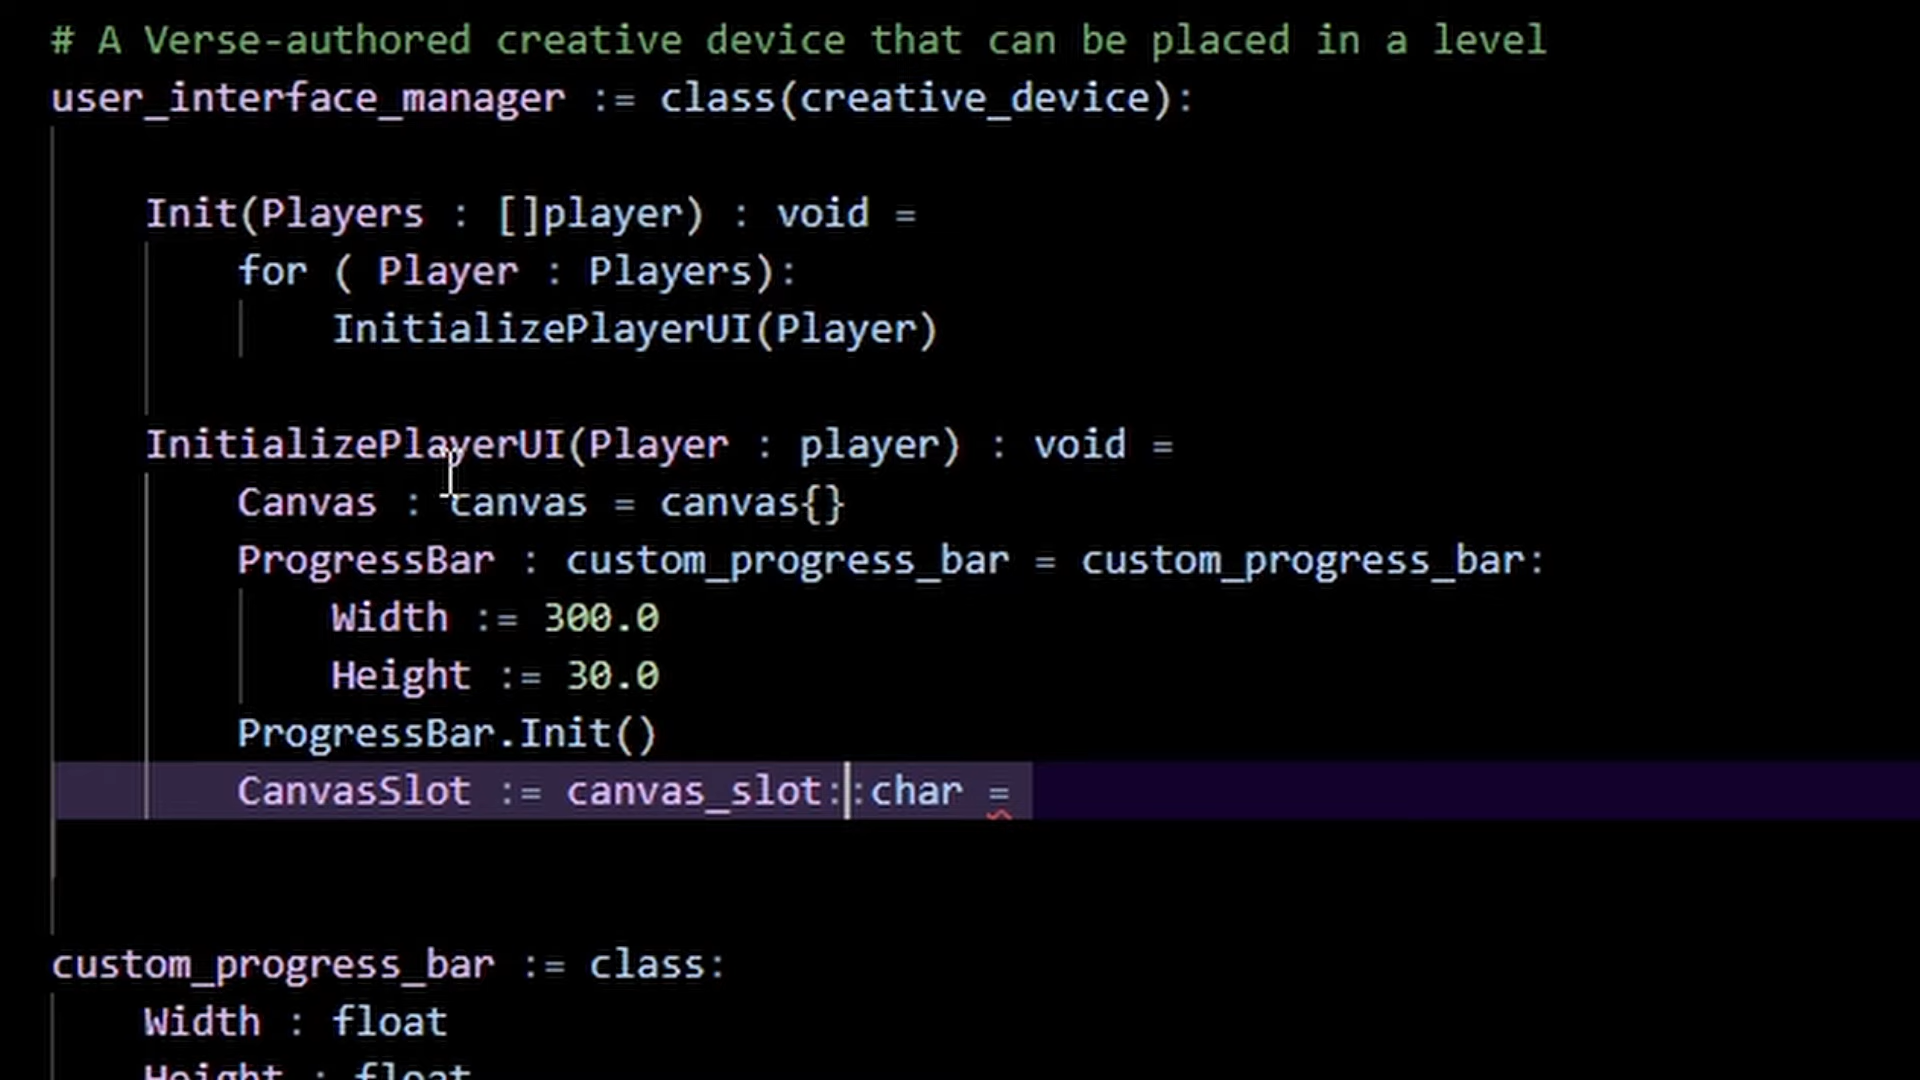 # A Verse-authored creative device that can be placed in a level
user_interface_manager := class(creative_device):
Init(Players : []player) : void =
for ( Player : Players):
InitializePlayerUI(Player)
InitializePlayerUI(Player : player) : void =
Canvas : canvas = canvas{}
ProgressBar : custom_progress_bar = custom_progress_bar:
Width := 300.0
Height := 30.0
ProgressBar.Init()
CanvasSlot := canvas_slot::char =
custom_progress_bar := class:
Width : float
Height : float